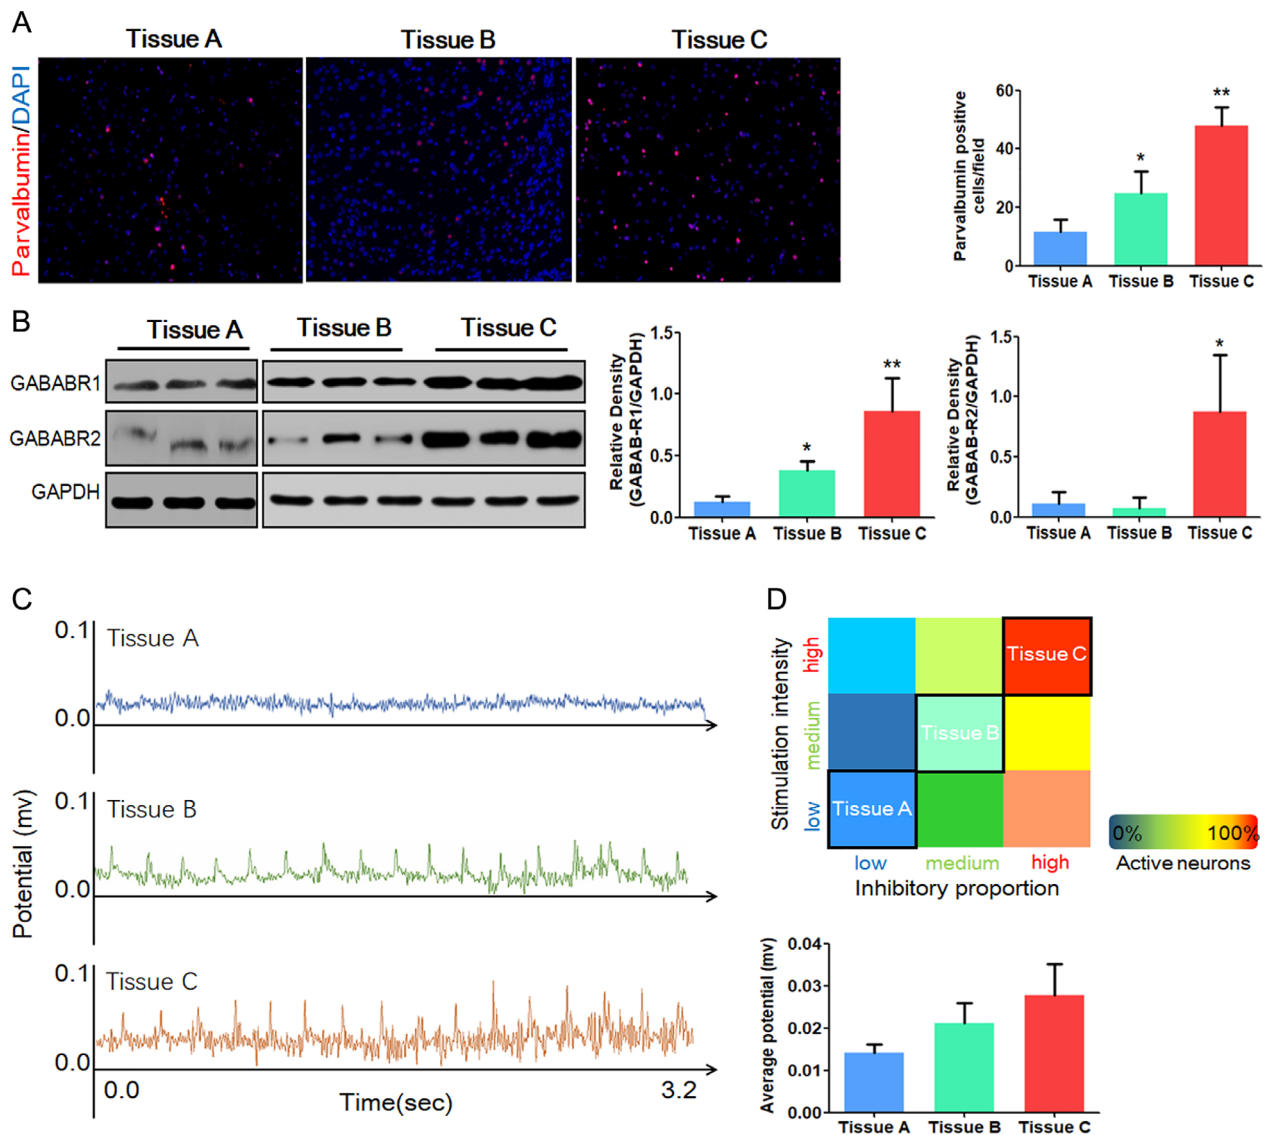 A
Tissue A
Tissue B
Tissue C
Parvalbumin/DAPI
Parvalbumin positive
cells/field
60
40
20
0
**
*
Tissue A
Tissue B
Tissue C
B
Tissue A
Tissue B
Tissue C
GABABR1
GABABR2
GAPDH
Relative Density
(GABAB-R1/GAPDH)
1.5
1.0
0.5
0.0
**
*
Tissue A
Tissue B
Tissue C
Relative Density
(GABAB-R2/GAPDH)
1.5
1.0
0.5
0.0
*
Tissue A
Tissue B
Tissue C
C
Potential (mv)
0.1
Tissue A
0.0
0.1
Tissue B
0.0
0.1
Tissue C
0.0
0.0
3.2
Time(sec)
D
Stimulation intensity
high
medium
low
Tissue C
Tissue B
Tissue A
low
medium
high
Inhibitory proportion
0%
100%
Active neurons
Average potential (mv)
0.04
0.03
0.02
0.01
0.00
Tissue A
Tissue B
Tissue C